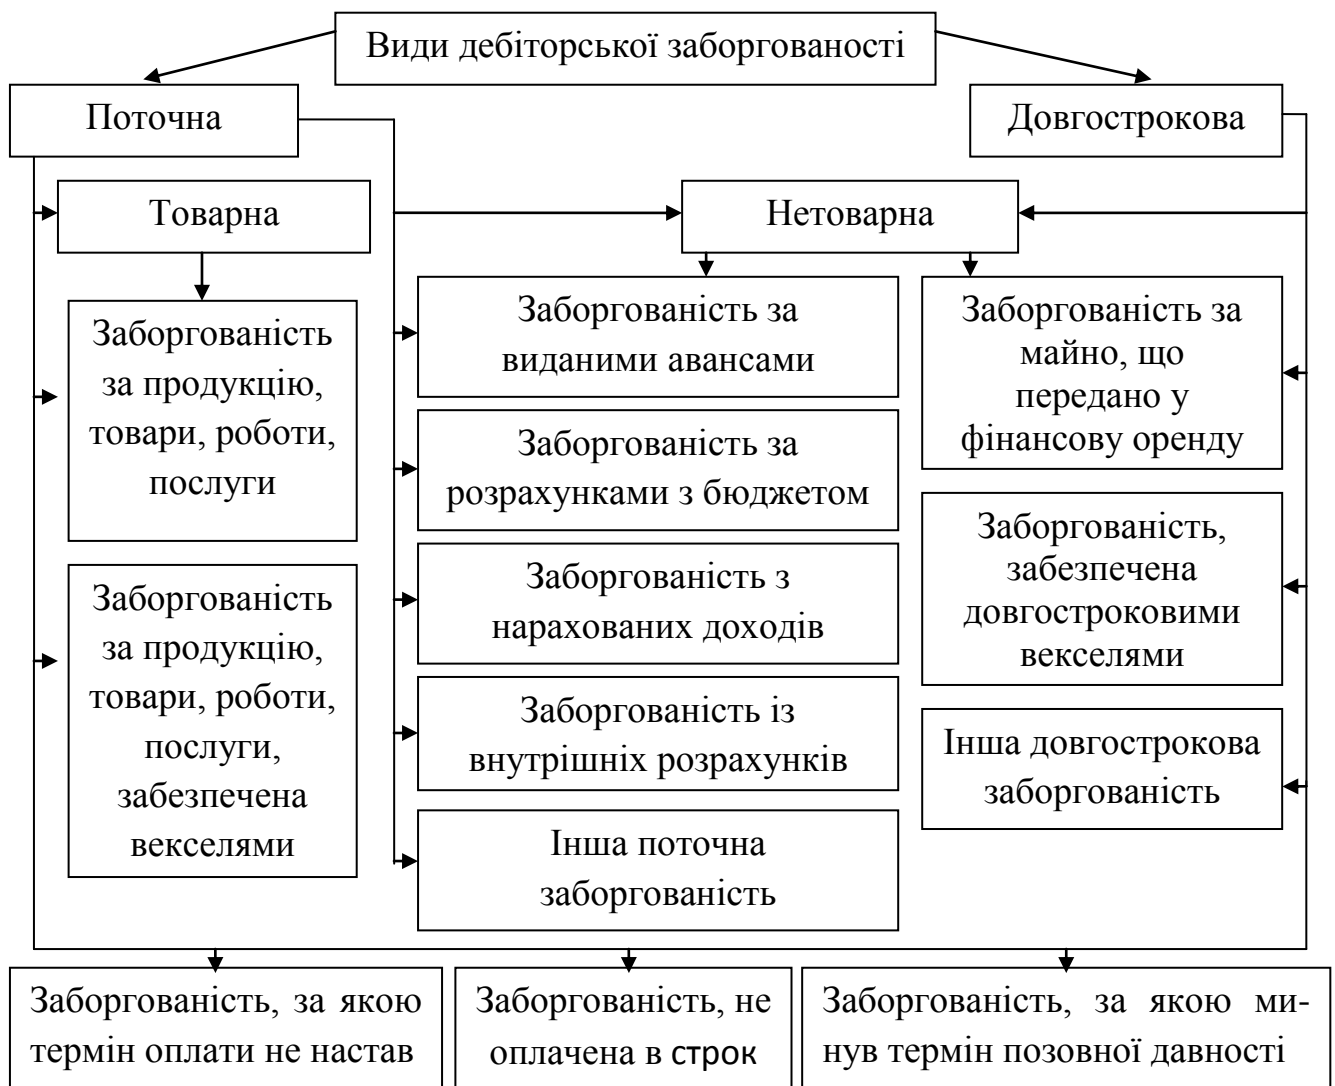 Види дебіторської заборгованості
Поточна
Довгострокова
Товарна
Нетоварна
Заборгованість
за продукцію,
товари, роботи,
послуги
Заборгованість
за продукцію,
товари, роботи,
послуги,
забезпечена
векселями
Заборгованість за
виданими авансами
Заборгованість за
розрахунками з бюджетом
Заборгованість з
нарахованих доходів
Заборгованість із
внутрішніх розрахунків
Інша поточна
заборгованість
Заборгованість за
майно, що
передано у
фінансову оренду
Заборгованість,
забезпечена
довгостроковими
векселями
Інша довгострокова
заборгованість
Заборгованість, за якою
термін оплати не настав
Заборгованість, не
оплачена в строк
Заборгованість, за якою ми-
нув термін позовної давності